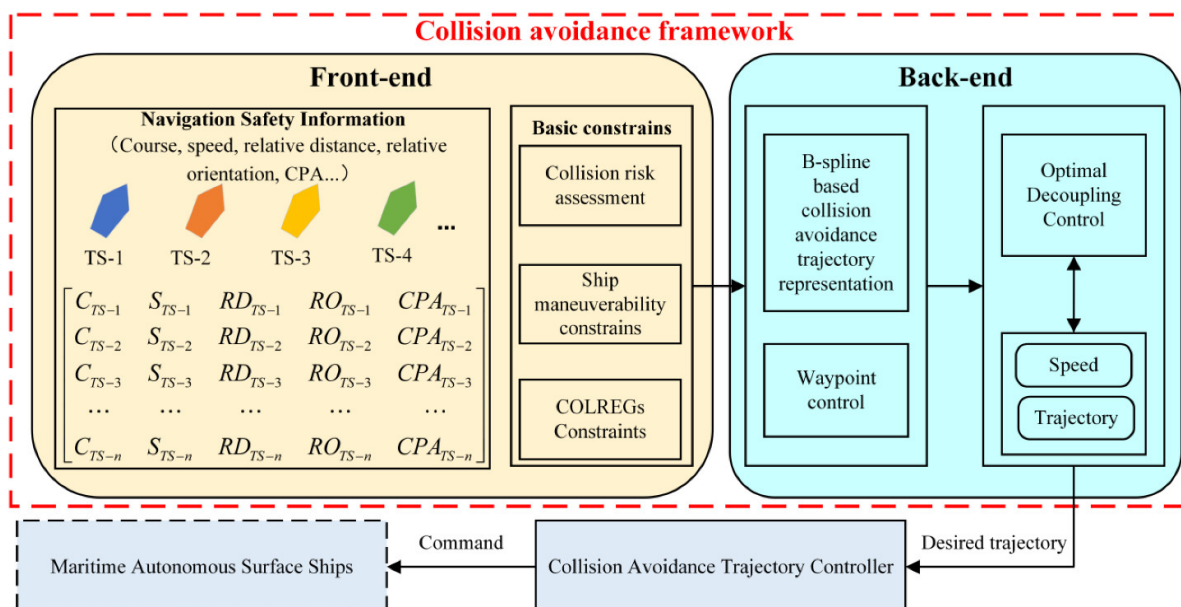 Collision avoidance framework
Front-end
Navigation Safety Information
（Course, speed, relative distance, relative
orientation, CPA...）
TS-1 TS-2 TS-3 TS-4 ...
C_{TS-1} S_{TS-1} RD_{TS-1} RO_{TS-1} CPA_{TS-1}
C_{TS-2} S_{TS-2} RD_{TS-2} RO_{TS-2} CPA_{TS-2}
C_{TS-3} S_{TS-3} RD_{TS-3} RO_{TS-3} CPA_{TS-3}
... ... ... ... ...
C_{TS-n} S_{TS-n} RD_{TS-n} RO_{TS-n} CPA_{TS-n}
Basic constrains
Collision risk
assessment
Ship
maneuverability
constrains
COLREGs
Constraints
Back-end
B-spline
based
collision
avoidance
trajectory
representation
Waypoint
control
Optimal
Decoupling
Control
Speed
Trajectory
Desired trajectory
Collision Avoidance Trajectory Controller
Command
Maritime Autonomous Surface Ships